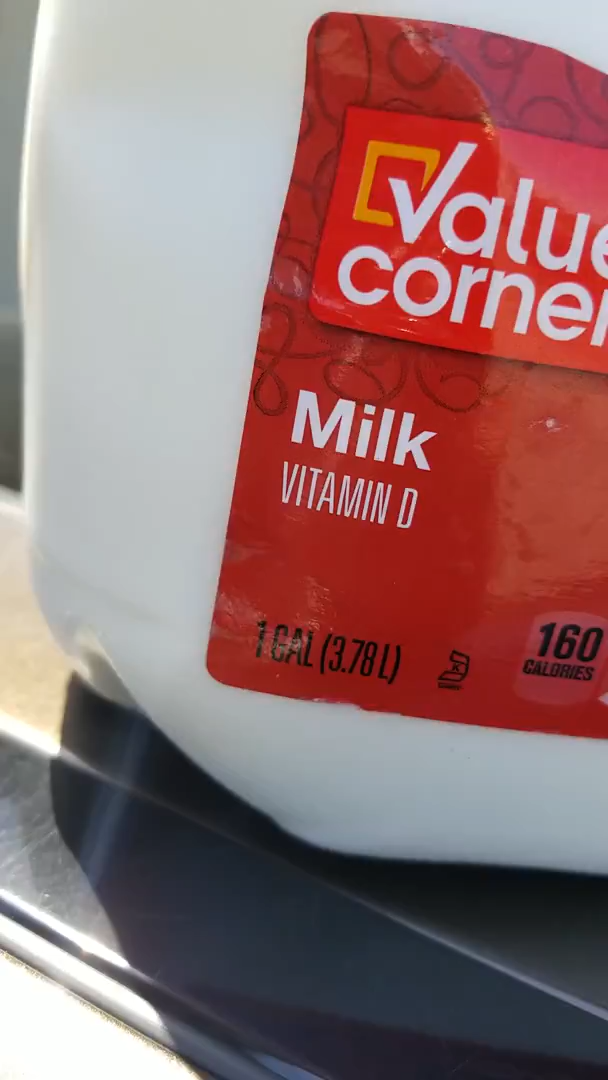 Value
corner
Milk
VITAMIN D
1 GAL (3.78 L)
160
CALORIES